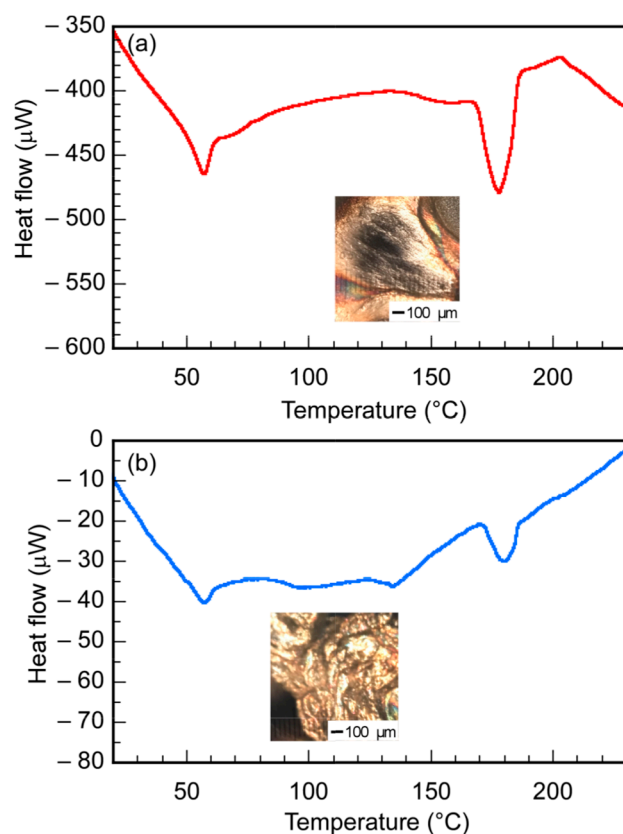 (a)
– 350
– 400
– 450
– 500
– 550
– 600
Heat flow (µW)
100 µm
50 100 150 200
Temperature (°C)
(b)
0
– 10
– 20
– 30
– 40
– 50
– 60
– 70
– 80
Heat flow (µW)
100 µm
50 100 150 200
Temperature (°C)